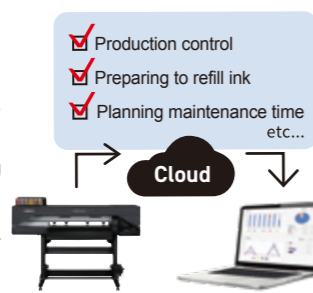 Production control
Preparing to refill ink
Planning maintenance time
etc...
Cloud